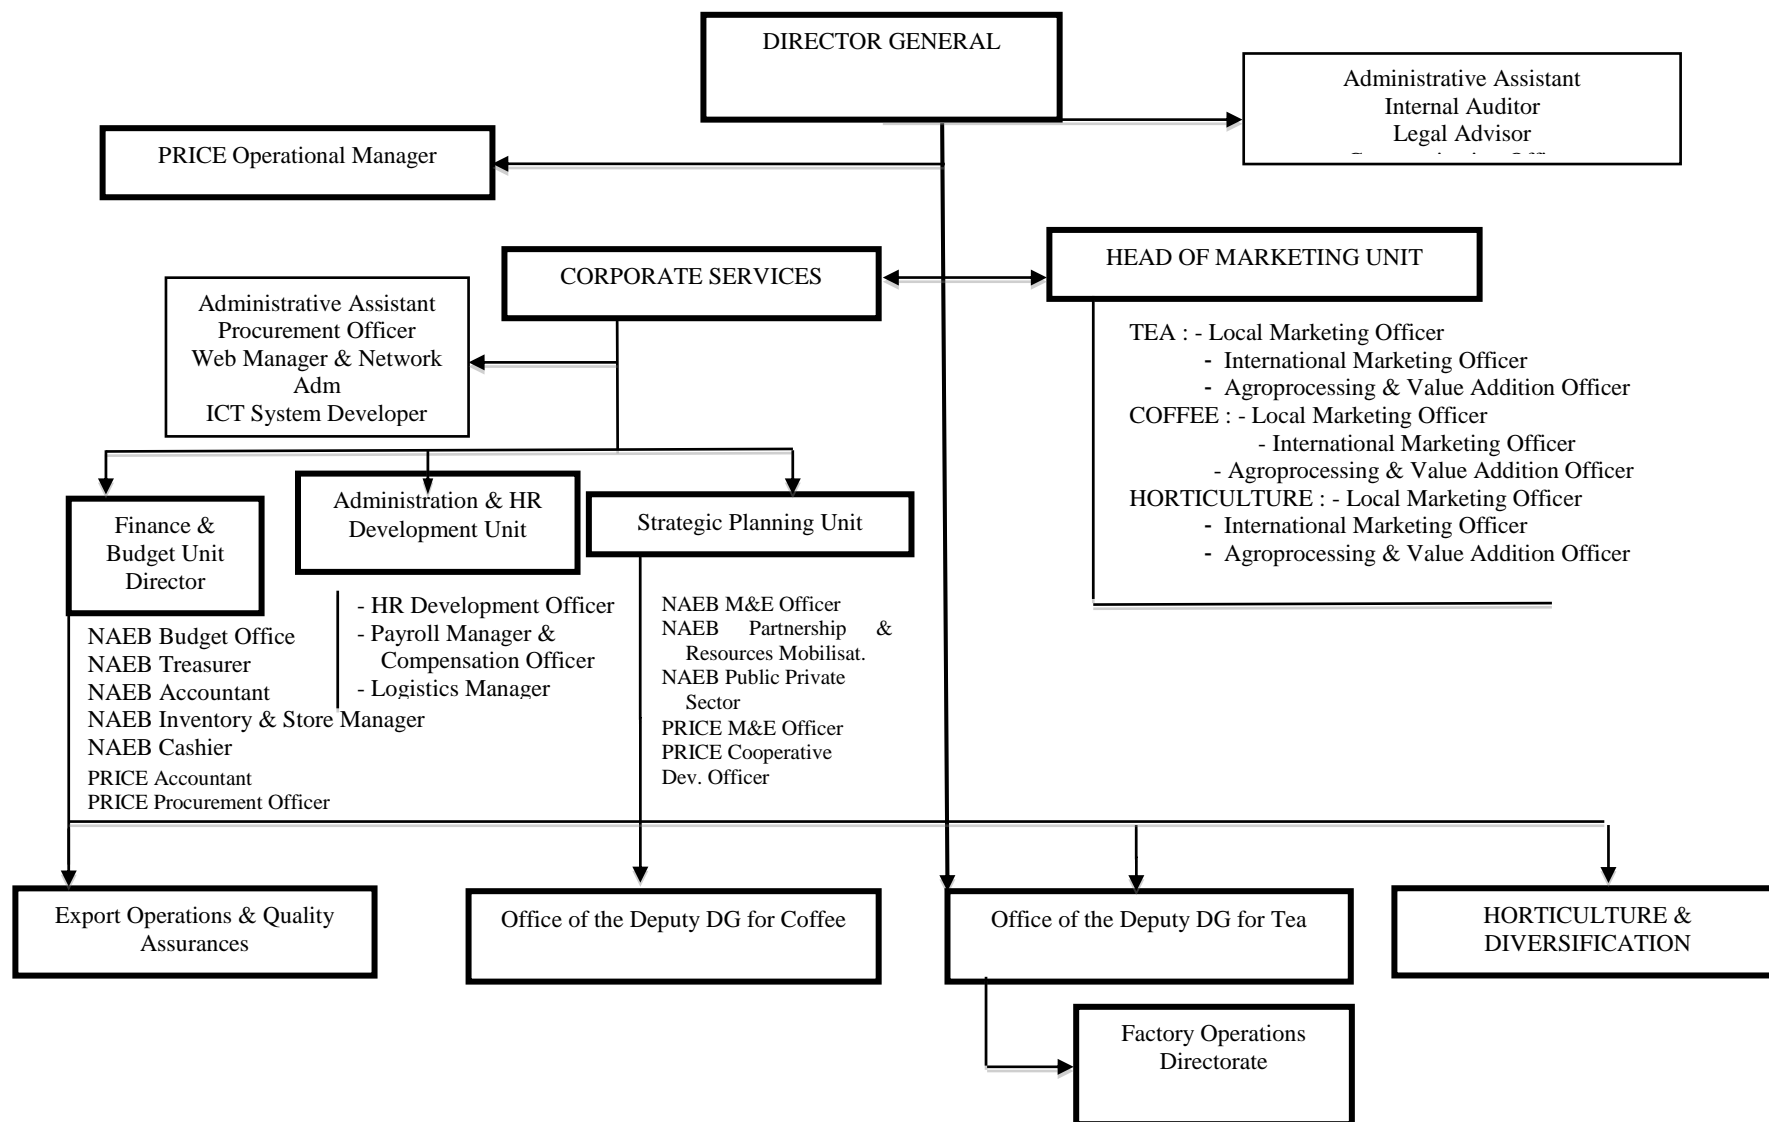 DIRECTOR GENERAL
Administrative Assistant
Internal Auditor
Legal Advisor
PRICE Operational Manager
CORPORATE SERVICES
HEAD OF MARKETING UNIT
Administrative Assistant
Procurement Officer
Web Manager & Network
Adm
ICT System Developer
TEA : - Local Marketing Officer
- International Marketing Officer
- Agroprocessing & Value Addition Officer
COFFEE : - Local Marketing Officer
- International Marketing Officer
- Agroprocessing & Value Addition Officer
HORTICULTURE : - Local Marketing Officer
- International Marketing Officer
- Agroprocessing & Value Addition Officer
Finance &
Budget Unit
Director
Administration & HR
Development Unit
Strategic Planning Unit
NAEB Budget Office
NAEB Treasurer
NAEB Accountant
NAEB Inventory & Store Manager
NAEB Cashier
PRICE Accountant
PRICE Procurement Officer
- HR Development Officer
- Payroll Manager &
Compensation Officer
- Logistics Manager
NAEB M&E Officer
NAEB Partnership &
Resources Mobilisat.
NAEB Public Private
Sector
PRICE M&E Officer
PRICE Cooperative
Dev. Officer
Export Operations & Quality
Assurances
Office of the Deputy DG for Coffee
Office of the Deputy DG for Tea
HORTICULTURE &
DIVERSIFICATION
Factory Operations
Directorate